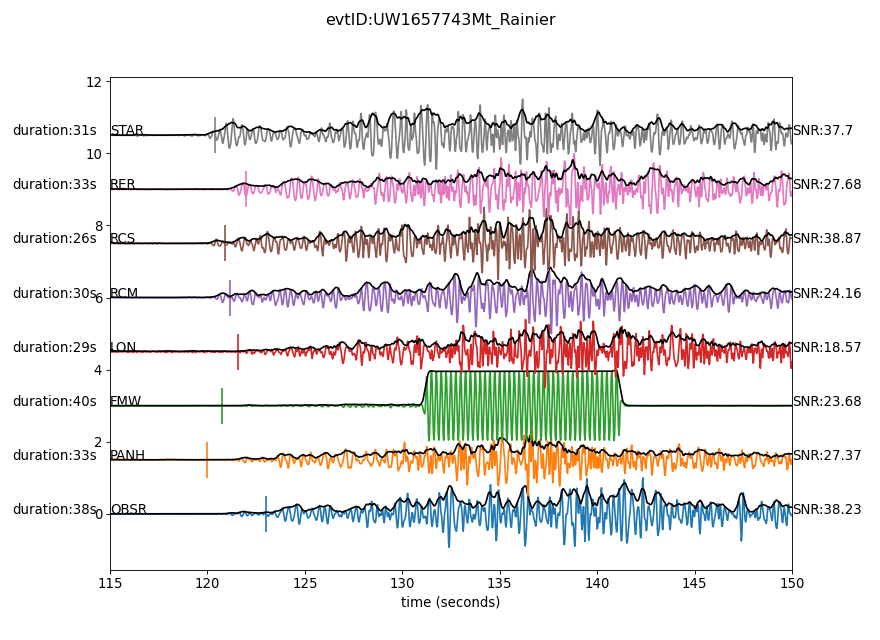 evtID:UW1657743Mt_Rainier
12
duration:31s STAR SNR:37.7
10
duration:33s RER SNR:27.68
8
duration:26s RCS SNR:38.87
duration:30s RCM SNR:24.16
6
duration:29s LON SNR:18.57
4
duration:40s FMW SNR:23.68
2
duration:33s PANH SNR:27.37
duration:38s OBSR SNR:38.23
0
115 120 125 130 135 140 145 150
time (seconds)